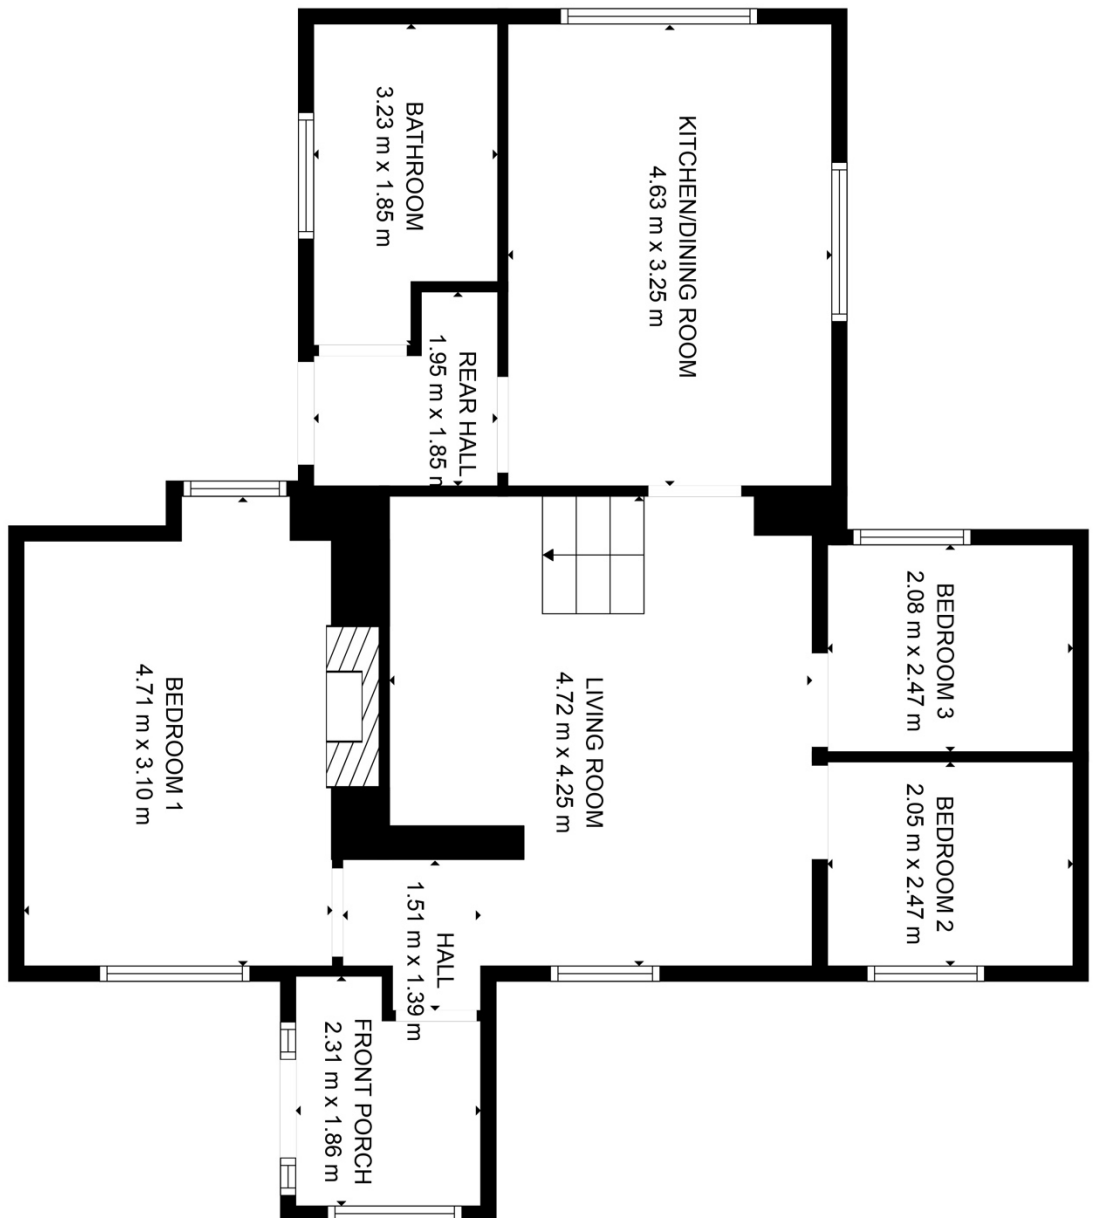 KITCHEN/DINING ROOM
4.63 m x 3.25 m
BATHROOM
3.23 m x 1.85 m
REAR HALL
1.95 m x 1.85 m
BEDROOM 3
2.08 m x 2.47 m
BEDROOM 2
2.05 m x 2.47 m
LIVING ROOM
4.72 m x 4.25 m
BEDROOM 1
4.71 m x 3.10 m
HALL
1.51 m x 1.39 m
FRONT PORCH
2.31 m x 1.86 m